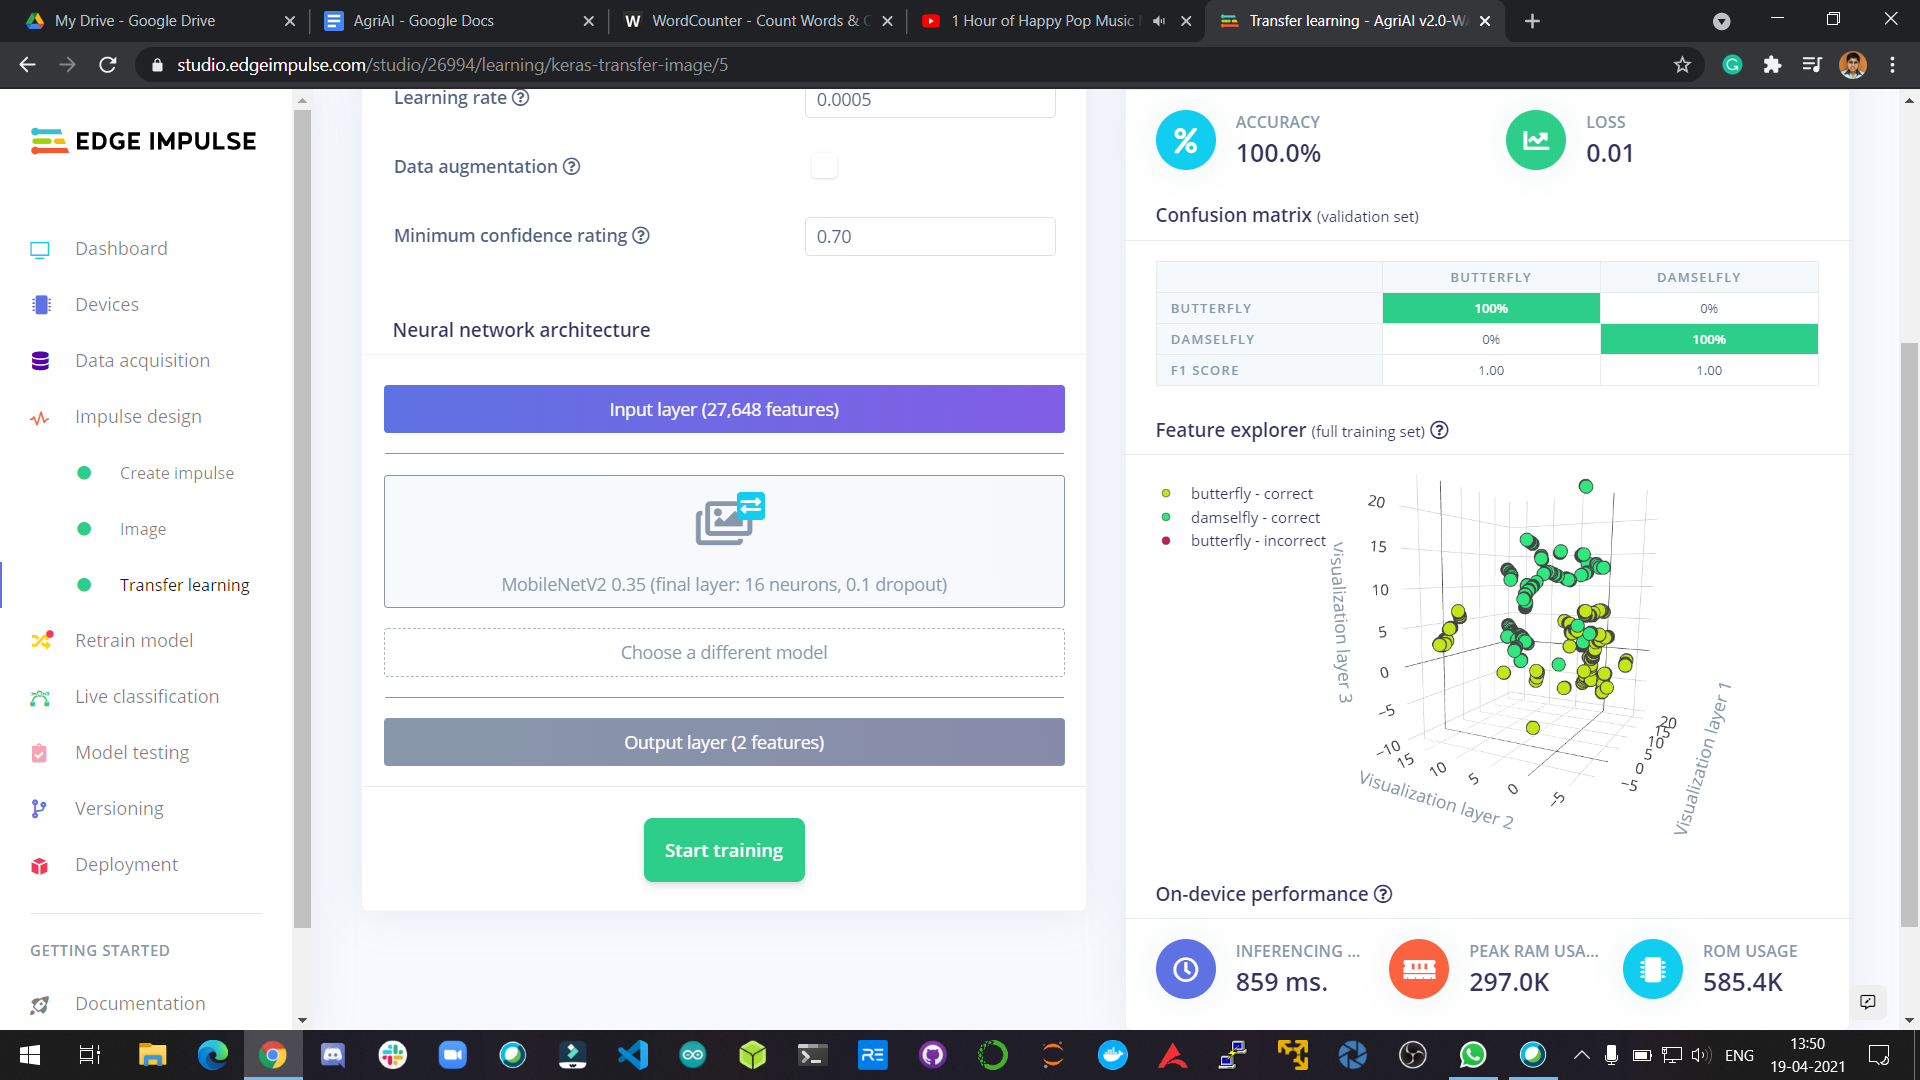 My Drive - Google Drive
AgriAI - Google Docs
WordCounter - Count Words & C
1 Hour of Happy Pop Music
Transfer learning - AgriAI v2.0-W
studio.edgeimpulse.com/studio/26994/learning/keras-transfer-image/5
EDGE IMPULSE
Dashboard
Devices
Data acquisition
Impulse design
Create impulse
Image
Transfer learning
Retrain model
Live classification
Model testing
Versioning
Deployment
GETTING STARTED
Documentation
Learning rate ?
0.0005
Data augmentation ?
Minimum confidence rating ?
0.70
Neural network architecture
Input layer (27,648 features)
MobileNetV2 0.35 (final layer: 16 neurons, 0.1 dropout)
Choose a different model
Output layer (2 features)
Start training
%
ACCURACY
100.0%
LOSS
0.01
Confusion matrix (validation set)
BUTTERFLY DAMSELFLY
BUTTERFLY 100% 0%
DAMSELFLY 0% 100%
F1 SCORE 1.00 1.00
Feature explorer (full training set) ?
butterfly - correct
damselfly - correct
butterfly - incorrect
20
15
10
5
0
−5
−10
Visualization layer 3
15
10
5
0
−5
Visualization layer 2
20
15
10
5
0
−5
Visualization layer 1
On-device performance ?
INFERENCING ...
859 ms.
PEAK RAM USA...
297.0K
ROM USAGE
585.4K
RE
ENG
13:50
19-04-2021